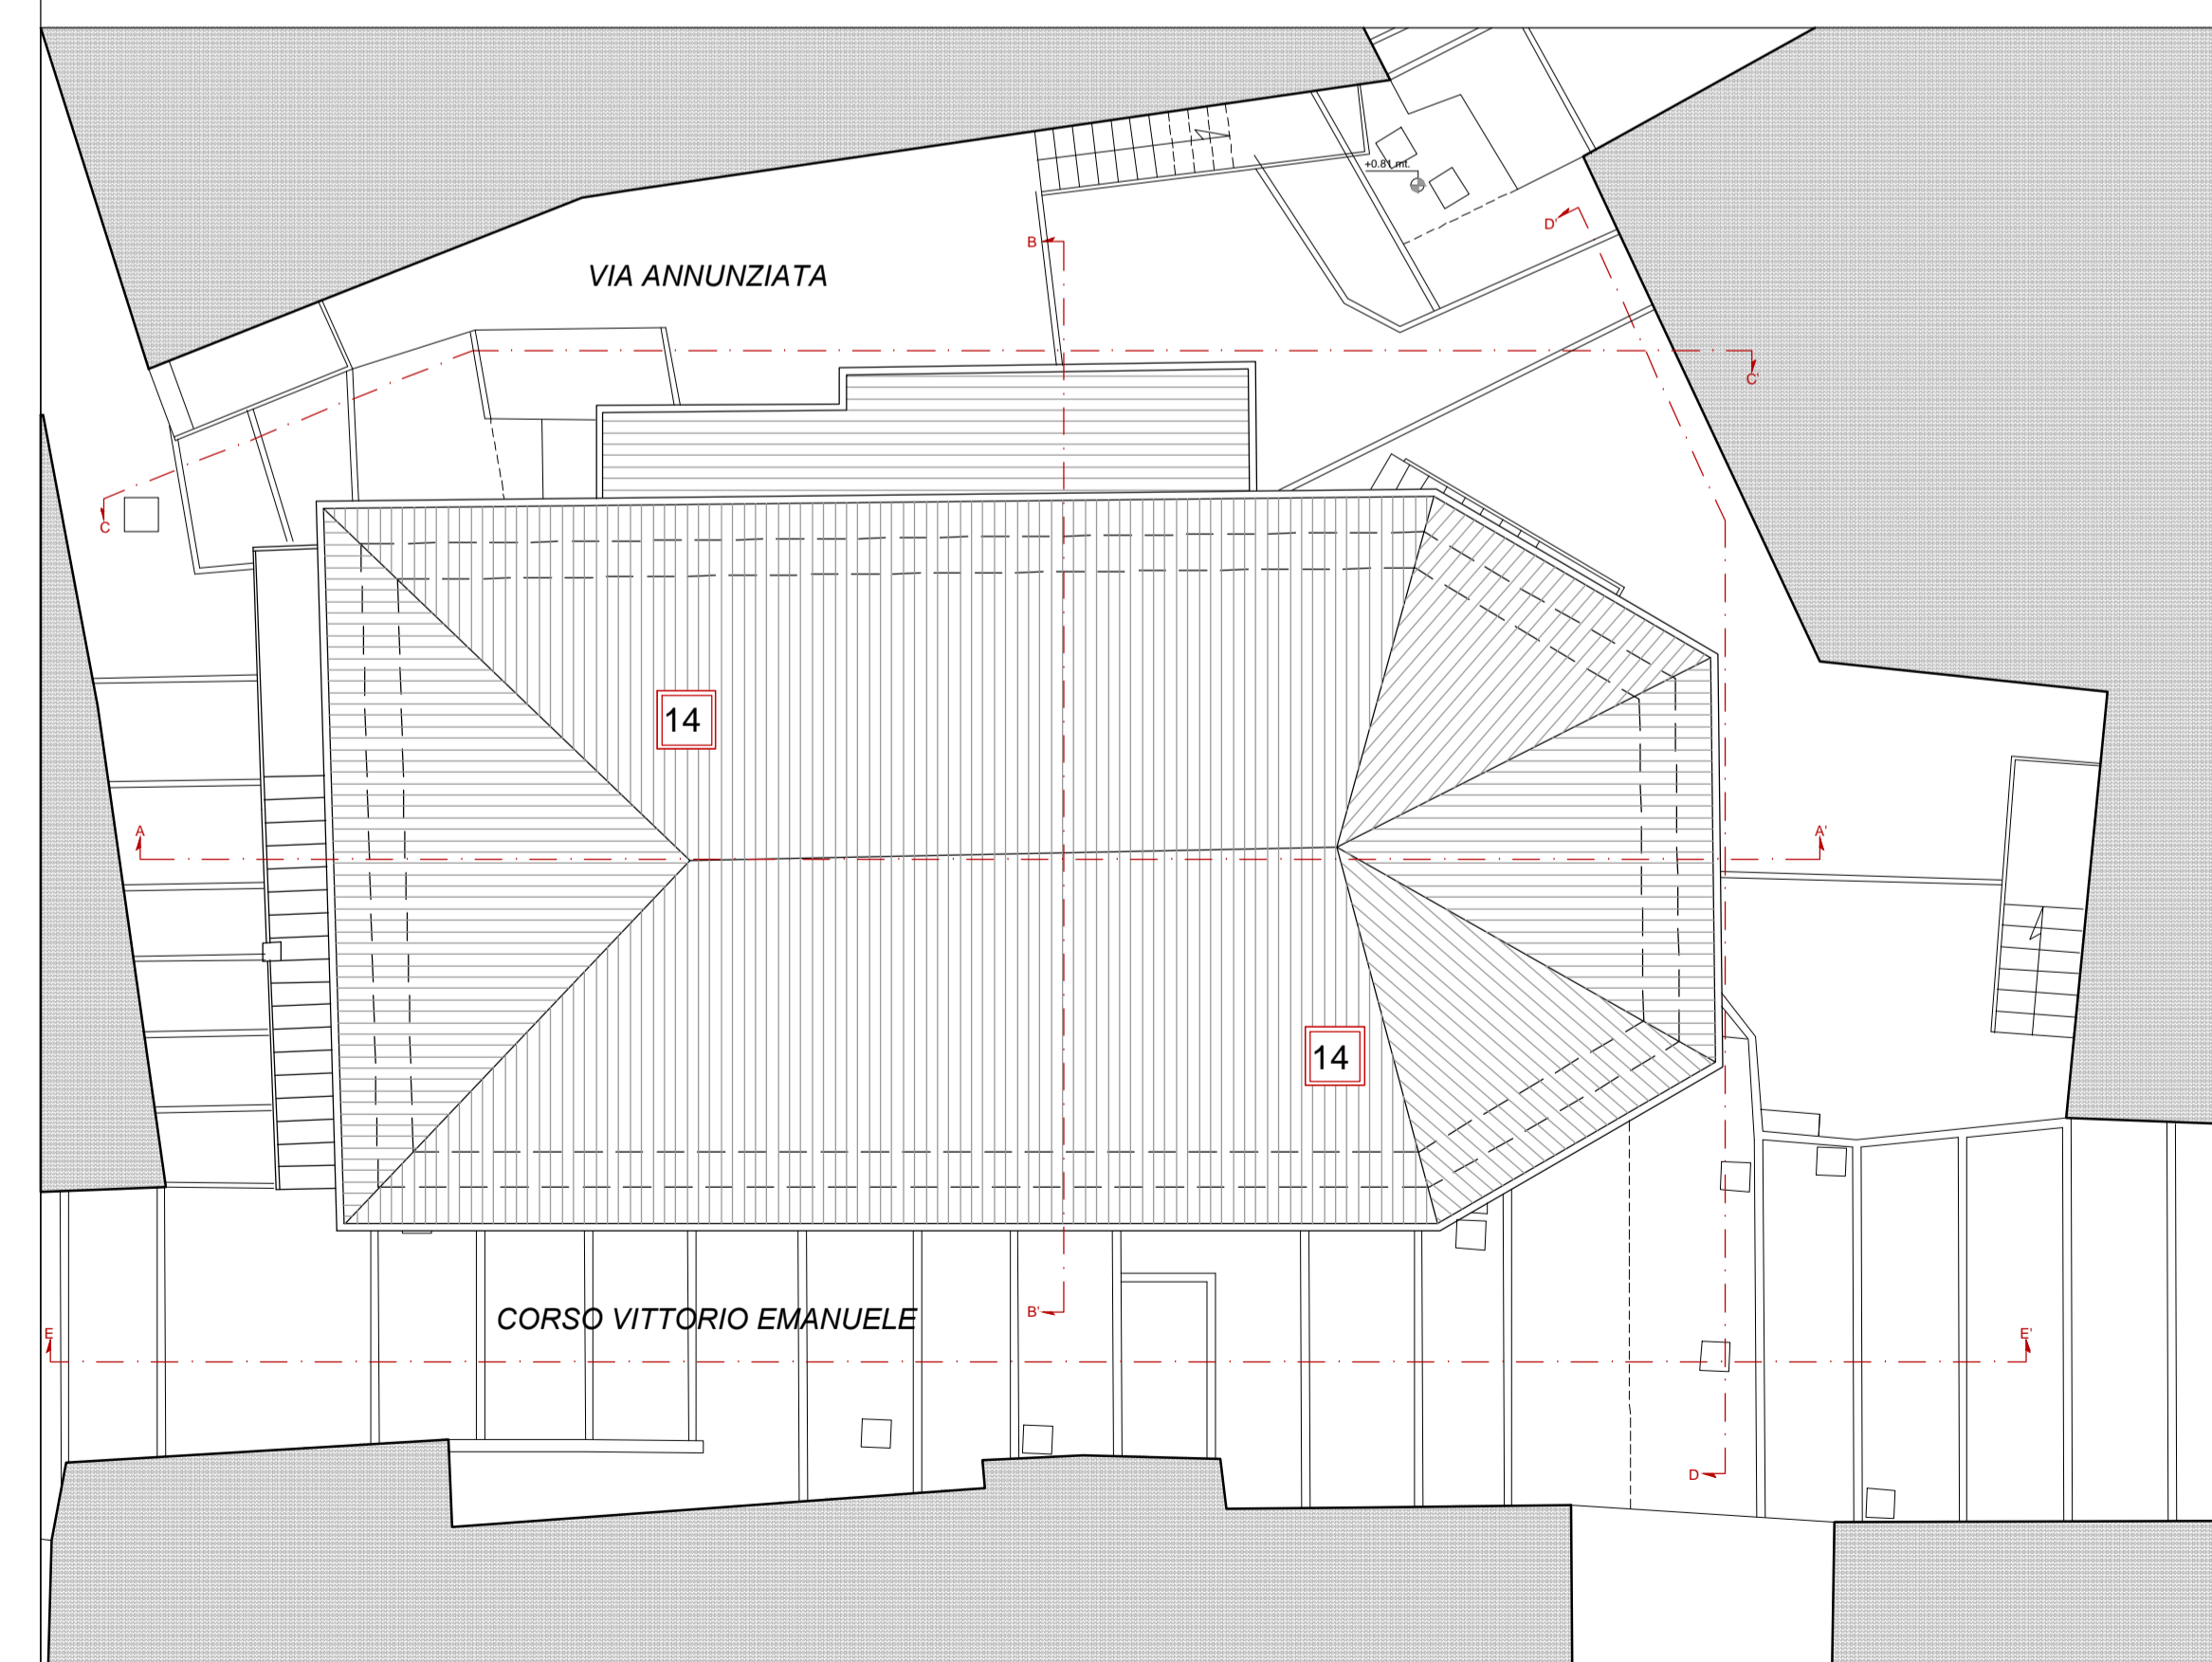 +0.81 mt.
D'
B
VIA ANNUNZIATA
C'
C
14
A
A'
14
B'
CORSO VITTORIO EMANUELE
E
E'
D